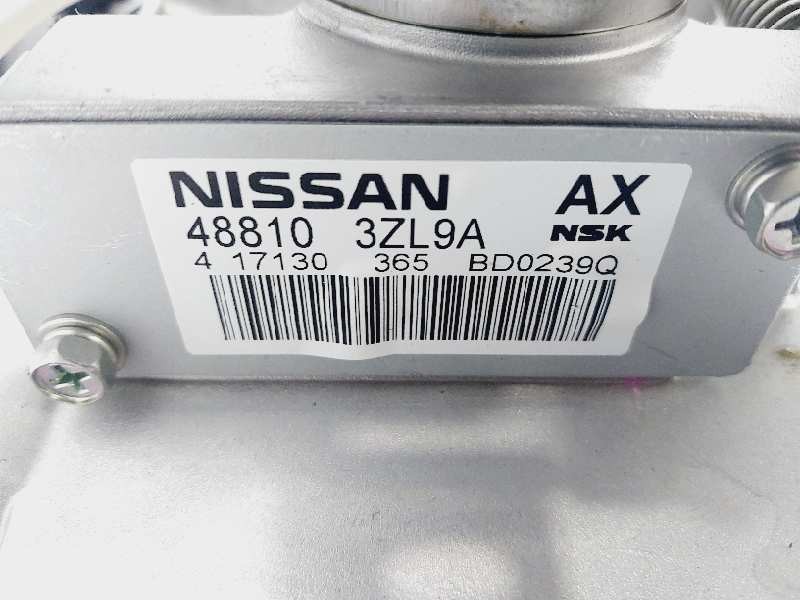 NISSAN AX
48810 3ZL9A NSK
4 17130 365 BD0239Q